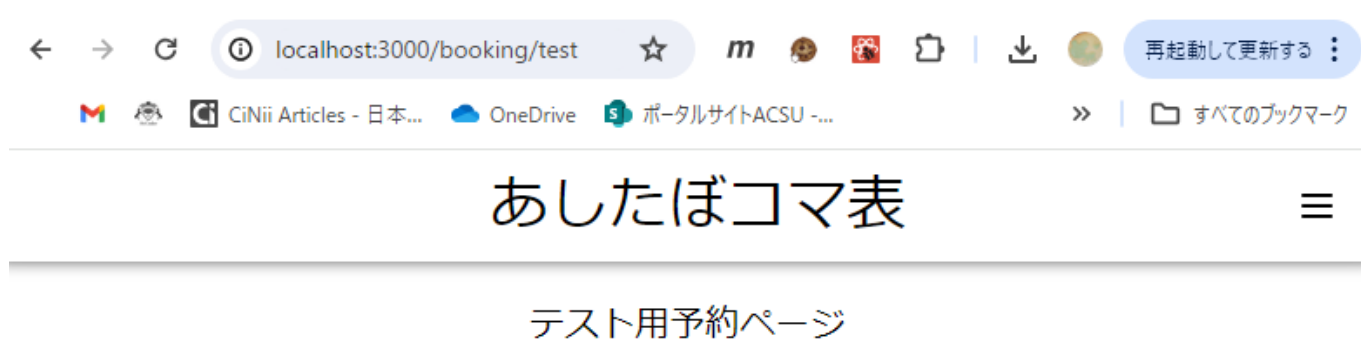 localhost:3000/booking/test
再起動して更新する
CiNii Articles - 日本... OneDrive ポータルサイトACSU -... » すべてのブックマーク
あしたぼコマ表
テスト用予約ページ